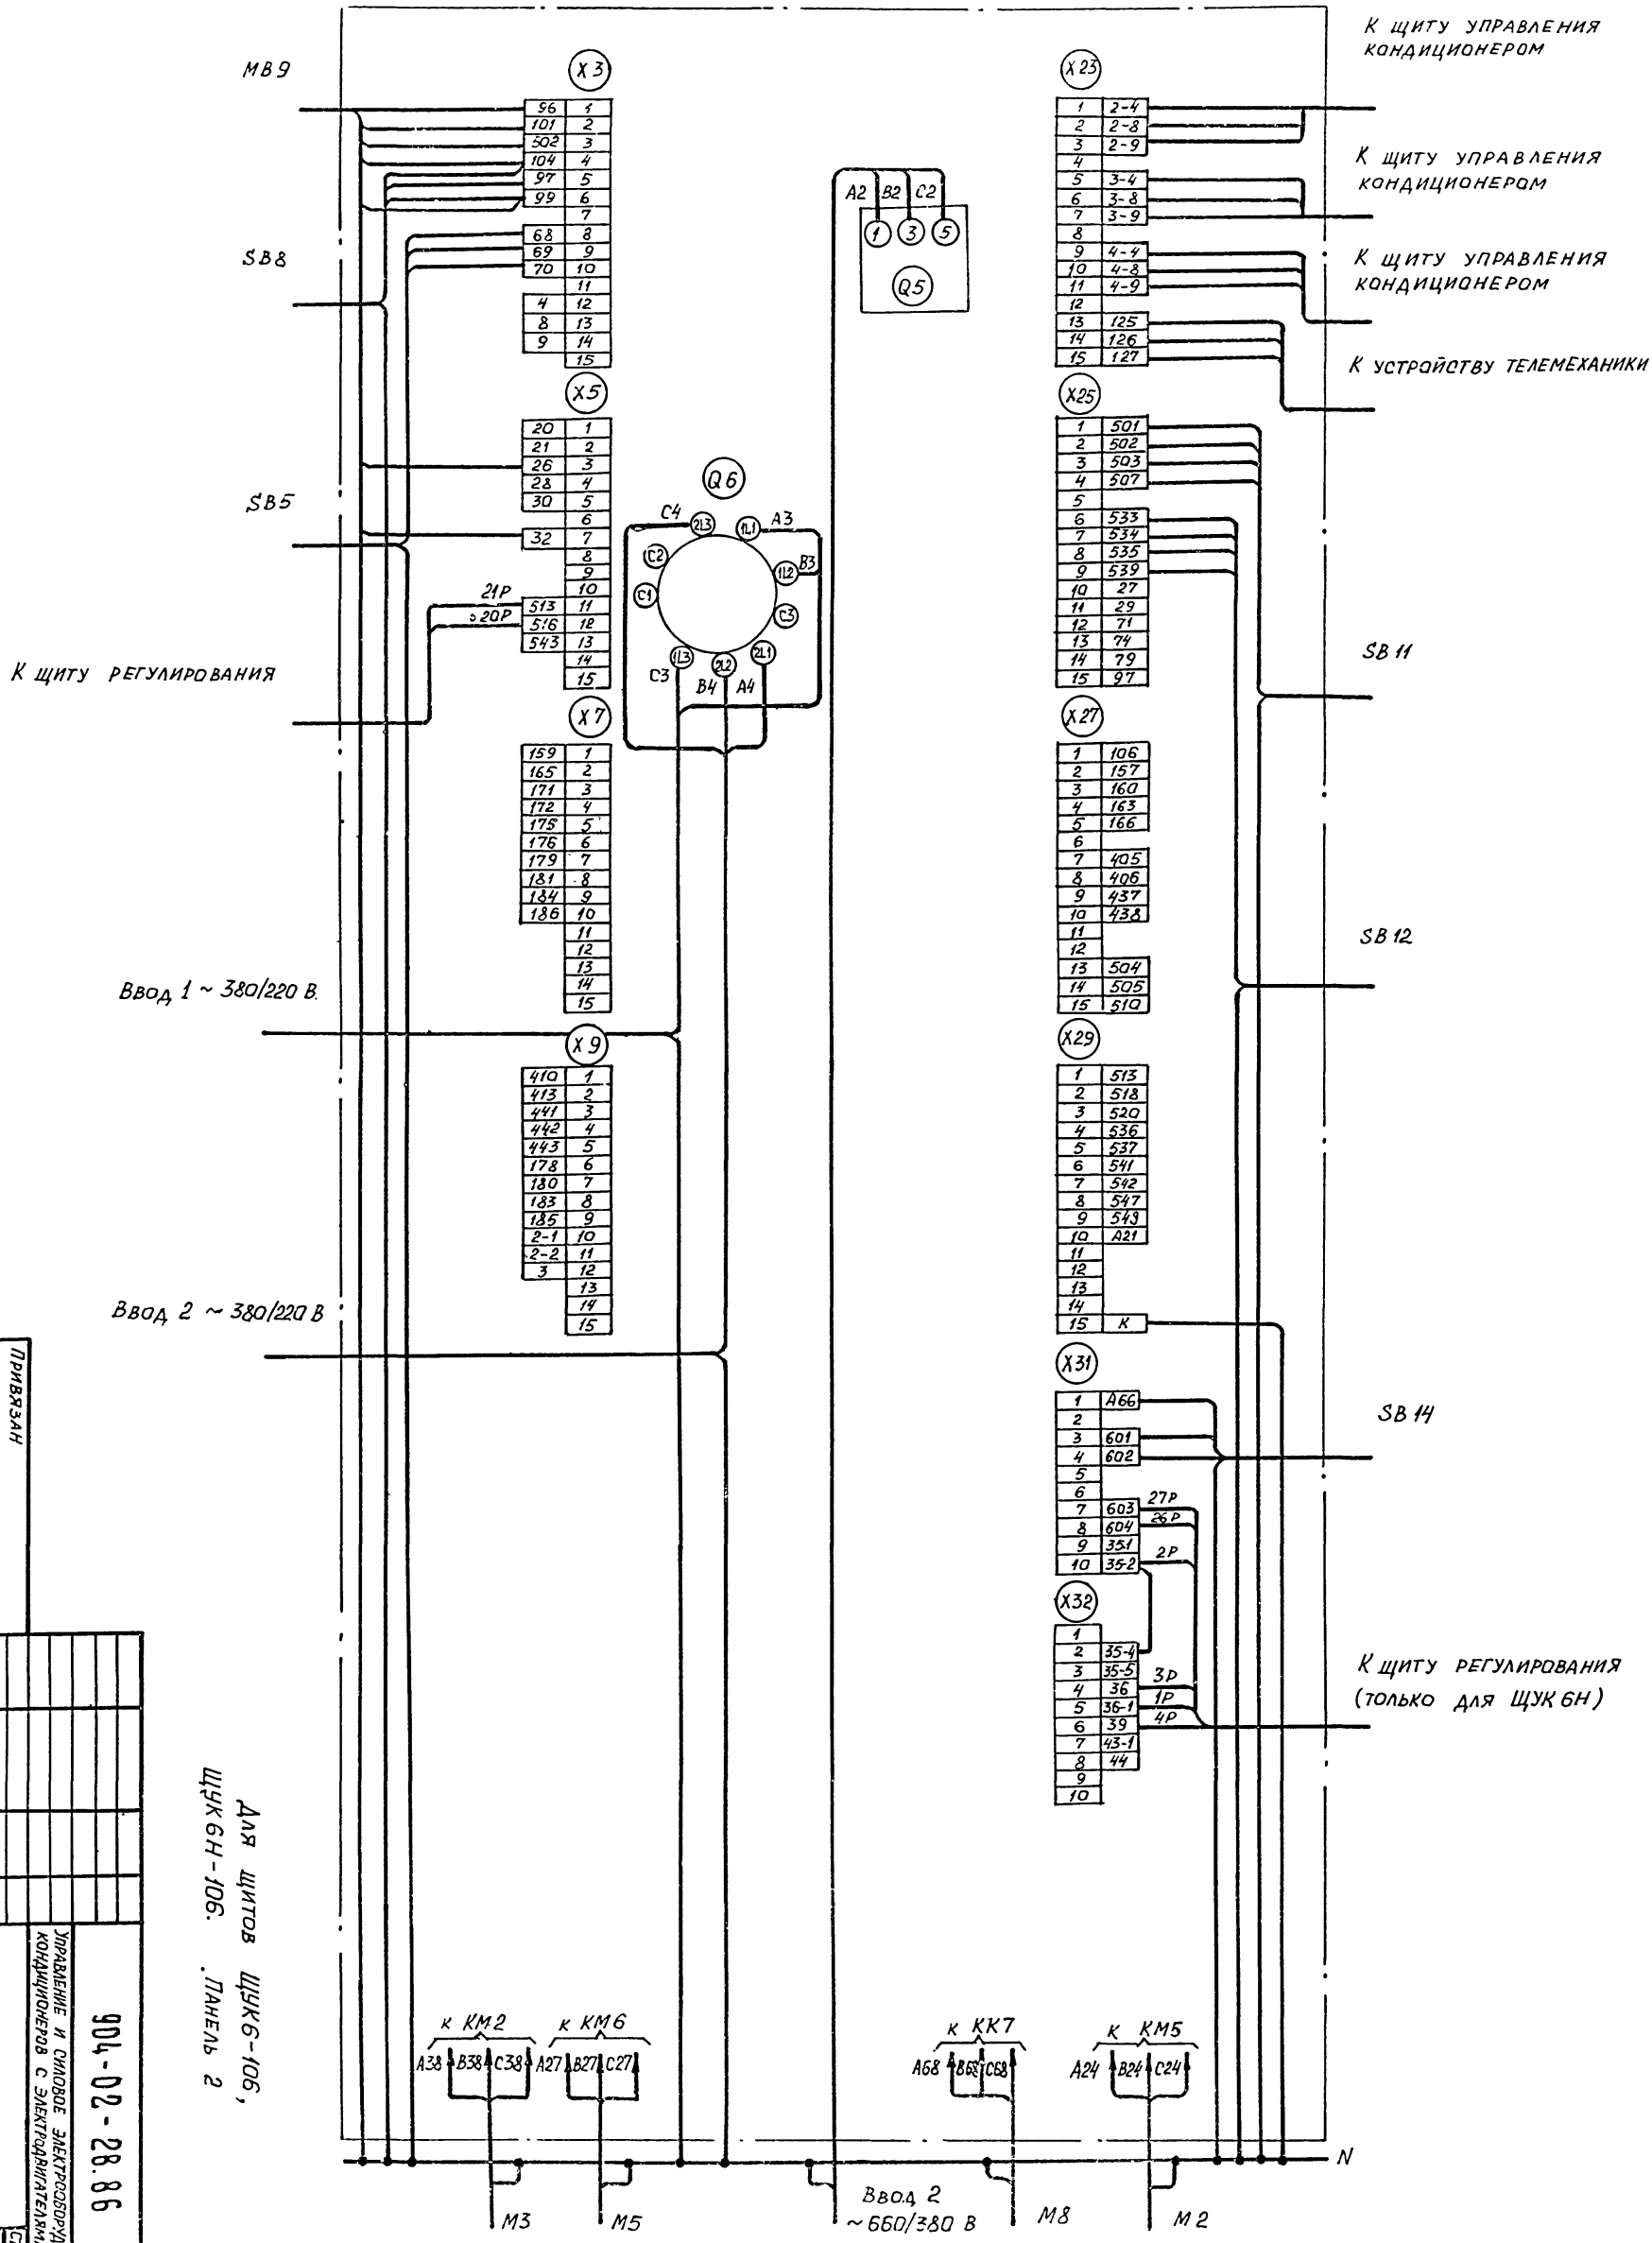 МВ9
SB8
SB5
К ЩИТУ РЕГУЛИРОВАНИЯ
Ввод 1 ~ 380/220 В.
Ввод 2 ~ 380/220 В
X3
96 1
101 2
502 3
104 4
97 5
99 6
7
68 8
69 9
70 10
11
4 12
8 13
9 14
15
X5
20 1
21 2
26 3
28 4
30 5
6
32 7
8
9
10
21Р
513 11
20Р
516 12
543 13
14
15
X7
159 1
165 2
171 3
172 4
175 5
176 6
179 7
181 8
184 9
186 10
11
12
13
14
15
X9
410 1
413 2
441 3
442 4
443 5
178 6
180 7
183 8
185 9
2-1 10
2-2 11
3 12
13
14
15
A2 B2 C2
1 3 5
Q5
Q6
C4 2L3 1L1 A3
C2 1L2 B3
C1 C3
1L3 2L2 2L1
C3 B4 A4
X23
1 2-4
2 2-8
3 2-9
4
5 3-4
6 3-8
7 3-9
8
9 4-4
10 4-8
11 4-9
12
13 125
14 126
15 127
X25
1 501
2 502
3 503
4 507
5
6 533
7 534
8 535
9 539
10 27
11 29
12 71
13 74
14 79
15 97
X27
1 106
2 157
3 160
4 163
5 166
6
7 405
8 406
9 437
10 438
11
12
13 504
14 505
15 510
X29
1 513
2 518
3 520
4 536
5 537
6 541
7 542
8 547
9 549
10 A21
11
12
13
14
15 К
X31
1 A66
2
3 601
4 602
5
6
7 603 27Р
8 604 26Р
9 35-1
10 35-2 2Р
X32
1
2 35-4
3 35-5
4 36 3Р
5 36-1 1Р
6 39 4Р
7 43-1
8 44
9
10
К ЩИТУ УПРАВЛЕНИЯ
КОНДИЦИОНЕРОМ
К ЩИТУ УПРАВЛЕНИЯ
КОНДИЦИОНЕРОМ
К ЩИТУ УПРАВЛЕНИЯ
КОНДИЦИОНЕРОМ
К УСТРОЙСТВУ ТЕЛЕМЕХАНИКИ
SB 11
SB 12
SB 14
К ЩИТУ РЕГУЛИРОВАНИЯ
(ТОЛЬКО ДЛЯ ЩУК 6Н)
К КМ2 К КМ6 К КК7 К КМ5
A38 B38 C38 A27 B27 C27 A68 B68 C68 A24 B24 C24
N
М3 М5 Ввод 2 М8 М2
~ 660/380 В
Для щитов ЩУК6-106,
ЩУК6Н-106. Панель 2
ПРИВЯЗАН
904-02-28.86
УПРАВЛЕНИЕ И СИЛОВОЕ
КОНДИЦИОНЕРОВ С